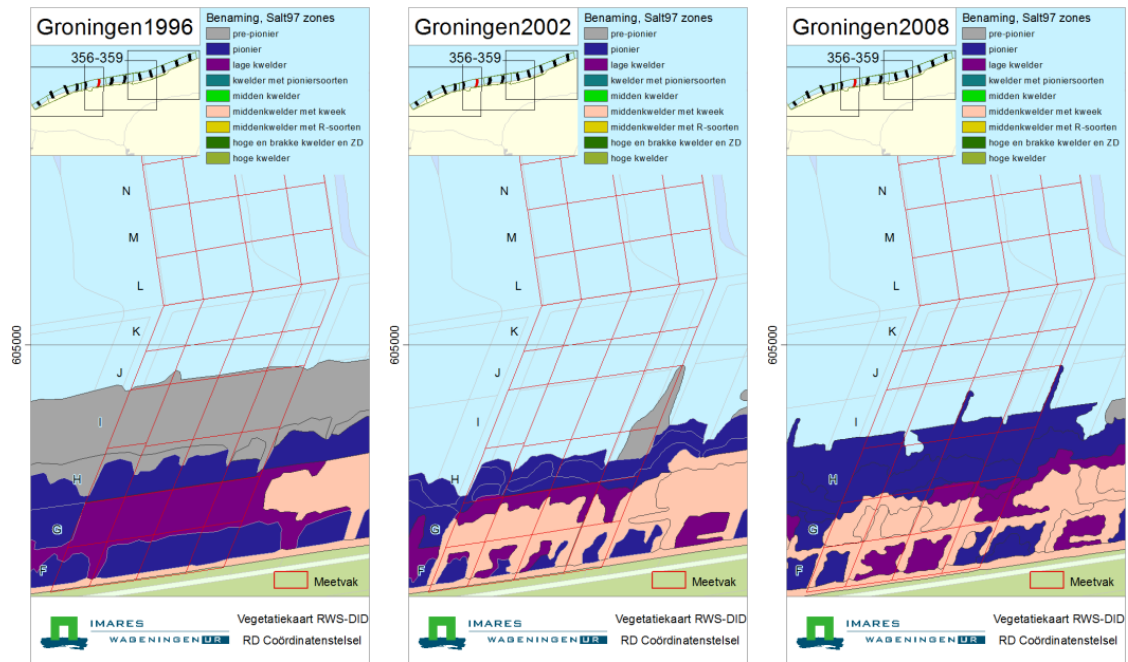 Groningen1996
Benaming, Salt97 zones
pre-pionier
pionier
lage kwelder
kwelder met pioniersoorten
midden kwelder
middenkwelder met kweek
middenkwelder met R-soorten
hoge en brakke kwelder en ZD
hoge kwelder
356-359
N
M
L
K
J
I
H
G
F
605000
Meetvak
IMARES
WAGENINGEN UR
Vegetatiekaart RWS-DID
RD Coördinatenstelsel
Groningen2002
Benaming, Salt97 zones
pre-pionier
pionier
lage kwelder
kwelder met pioniersoorten
midden kwelder
middenkwelder met kweek
middenkwelder met R-soorten
hoge en brakke kwelder en ZD
hoge kwelder
356-359
N
M
L
K
J
I
H
G
F
Meetvak
IMARES
WAGENINGEN UR
Vegetatiekaart RWS-DID
RD Coördinatenstelsel
Groningen2008
Benaming, Salt97 zones
pre-pionier
pionier
lage kwelder
kwelder met pioniersoorten
midden kwelder
middenkwelder met kweek
middenkwelder met R-soorten
hoge en brakke kwelder en ZD
hoge kwelder
356-359
N
M
L
K
J
I
H
G
F
605000
Meetvak
IMARES
WAGENINGEN UR
Vegetatiekaart RWS-DID
RD Coördinatenstelsel